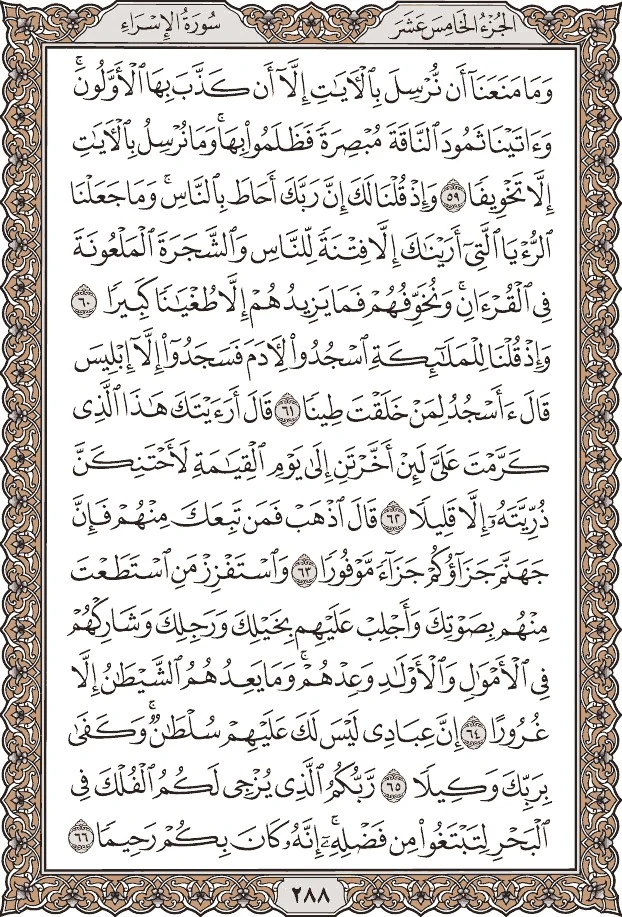 الجُزْءُ الخَامِسَ عَشَرَ
سُورَةُ الإِسْرَاءِ
وَمَا مَنَعَنَآ أَن نُّرْسِلَ بِٱلْأٓيَٰتِ إِلَّآ أَن كَذَّبَ بِهَا ٱلْأَوَّلُونَۚ
وَءَاتَيْنَا ثَمُودَ ٱلنَّاقَةَ مُبْصِرَةً فَظَلَمُوا۟ بِهَاۚ وَمَا نُرْسِلُ بِٱلْأٓيَٰتِ
إِلَّا تَخْوِيفًا ٥٩ وَإِذْ قُلْنَا لَكَ إِنَّ رَبَّكَ أَحَاطَ بِٱلنَّاسِۚ وَمَا جَعَلْنَا
ٱلرُّءْيَا ٱلَّتِىٓ أَرَيْنَٰكَ إِلَّا فِتْنَةً لِّلنَّاسِ وَٱلشَّجَرَةَ ٱلْمَلْعُونَةَ
فِى ٱلْقُرْءَانِۚ وَنُخَوِّفُهُمْ فَمَا يَزِيدُهُمْ إِلَّا طُغْيَٰنًا كَبِيرًا ٦٠
وَإِذْ قُلْنَا لِلْمَلَٰٓئِكَةِ ٱسْجُدُوا۟ لِأٓدَمَ فَسَجَدُوٓا۟ إِلَّآ إِبْلِيسَ
قَالَ ءَأَسْجُدُ لِمَنْ خَلَقْتَ طِينًا ٦١ قَالَ أَرَءَيْتَكَ هَٰذَا ٱلَّذِى
كَرَّمْتَ عَلَىَّ لَئِنْ أَخَّرْتَنِ إِلَىٰ يَوْمِ ٱلْقِيَٰمَةِ لَأَحْتَنِكَنَّ
ذُرِّيَّتَهُۥٓ إِلَّا قَلِيلًا ٦٢ قَالَ ٱذْهَبْ فَمَن تَبِعَكَ مِنْهُمْ فَإِنَّ
جَهَنَّمَ جَزَآؤُكُمْ جَزَآءً مَّوْفُورًا ٦٣ وَٱسْتَفْزِزْ مَنِ ٱسْتَطَعْتَ
مِنْهُم بِصَوْتِكَ وَأَجْلِبْ عَلَيْهِم بِخَيْلِكَ وَرَجِلِكَ وَشَارِكْهُمْ
فِى ٱلْأَمْوَٰلِ وَٱلْأَوْلَٰدِ وَعِدْهُمْۚ وَمَا يَعِدُهُمُ ٱلشَّيْطَٰنُ إِلَّا
غُرُورًا ٦٤ إِنَّ عِبَادِى لَيْسَ لَكَ عَلَيْهِمْ سُلْطَٰنٌۚ وَكَفَىٰ
بِرَبِّكَ وَكِيلًا ٦٥ رَّبُّكُمُ ٱلَّذِى يُزْجِى لَكُمُ ٱلْفُلْكَ فِى
ٱلْبَحْرِ لِتَبْتَغُوا۟ مِن فَضْلِهِۦٓۚ إِنَّهُۥ كَانَ بِكُمْ رَحِيمًا ٦٦
٢٨٨